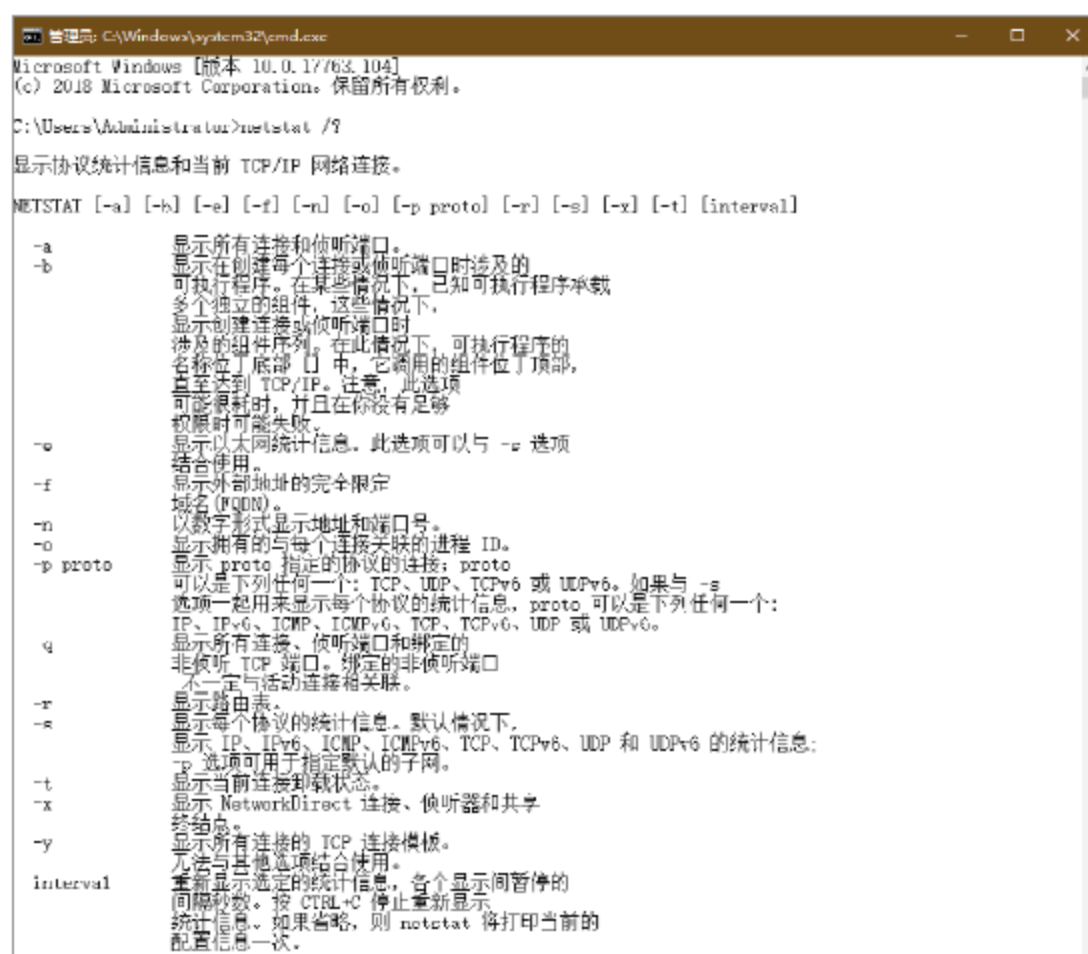 管理员: C:\Windows\system32\cmd.exe
Microsoft Windows [版本 10.0.17763.104]
(c) 2018 Microsoft Corporation。保留所有权利。
C:\Users\Administrator>netstat /?
显示协议统计信息和当前 TCP/IP 网络连接。
NETSTAT [-a] [-b] [-e] [-f] [-n] [-o] [-p proto] [-r] [-s] [-x] [-t] [interval]
-a 显示所有连接和侦听端口。
-b 显示在创建每个连接或侦听端口时涉及的
可执行程序。在某些情况下，已知可执行程序承载
多个独立的组件，这些情况下，
显示创建连接或侦听端口时
涉及的组件序列。在此情况下，可执行程序的
名称位于底部 [] 中，它调用的组件位于顶部，
直至达到 TCP/IP。注意，此选项
可能很耗时，并且在你没有足够
权限时可能失败。
-e 显示以太网统计信息。此选项可以与 -s 选项
结合使用。
-f 显示外部地址的完全限定
域名(FQDN)。
-n 以数字形式显示地址和端口号。
-o 显示拥有的与每个连接关联的进程 ID。
-p proto 显示 proto 指定的协议的连接；proto
可以是下列任何一个: TCP、UDP、TCPv6 或 UDPv6。如果与 -s
选项一起用来显示每个协议的统计信息，proto 可以是下列任何一个:
IP、IPv6、ICMP、ICMPv6、TCP、TCPv6、UDP 或 UDPv6。
q 显示所有连接、侦听端口和绑定的
非侦听 TCP 端口。绑定的非侦听端口
不一定与活动连接相关联。
-r 显示路由表。
-s 显示每个协议的统计信息。默认情况下，
显示 IP、IPv6、ICMP、ICMPv6、TCP、TCPv6、UDP 和 UDPv6 的统计信息;
-p 选项可用于指定默认的子网。
-t 显示当前连接卸载状态。
-x 显示 NetworkDirect 连接、侦听器和共享
终结点。
-y 显示所有连接的 TCP 连接模板。
无法与其他选项结合使用。
interval 重新显示选定的统计信息，各个显示间暂停的
间隔秒数。按 CTRL+C 停止重新显示
统计信息。如果省略，则 netstat 将打印当前的
配置信息一次。